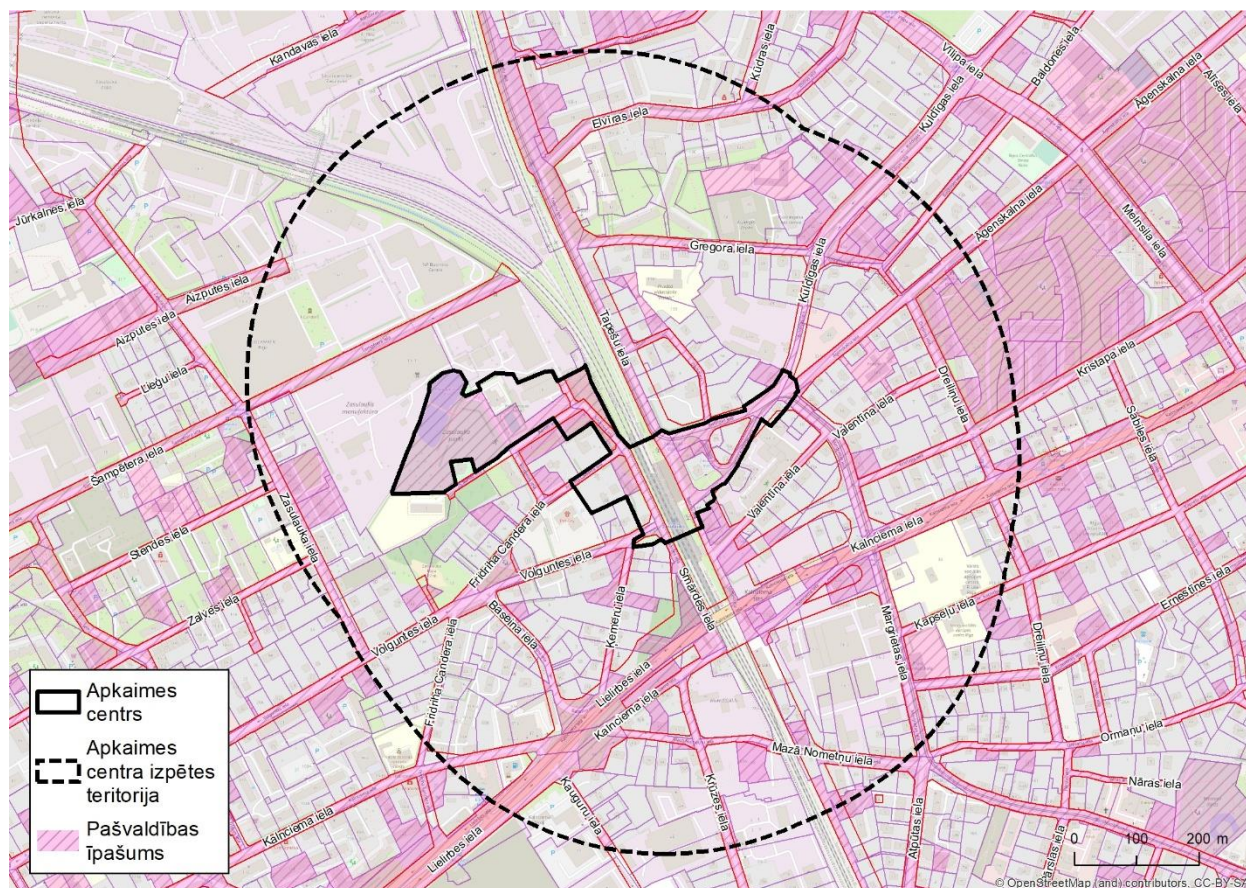 Kandavas iela
Kūdras iela
Vīlipa iela
Baldones iela
Āgenskalna iela
Alises iela
Elvīras iela
Kuldīgas iela
Jūrkalnes iela
Melnsila iela
Āgenskalna iela
Gregora iela
Kuldīgas iela
Aizputes iela
Aizputes iela
Tapešu iela
Liegu iela
Dreiliņu iela
Kristapa iela
Valentīna iela
Sabiles iela
Šampētera iela
Valentīna iela
Zasulauka iela
Kalnciema iela
Stendes iela
Fridriha Candera iela
Volguntes iela
Smārdes iela
Ernestīnes iela
Zalves iela
Baseina iela
Ķemeru iela
Kapseļu iela
Margrietas iela
Dreiliņu iela
Volguntes iela
Fridriha Candera iela
Lielirbes iela
Kalnciema iela
Ormaņu iela
Mazā Nometņu iela
Nāras iela
Kauguru iela
Krūzes iela
Atpūtas iela
Kalnciema iela
Lielirbes iela
Apkaimes
centrs
Apkaimes
centra izpētes
teritorija
Pašvaldības
īpašums
0 100 200 m
© OpenStreetMap (and) contributors, CC-BY-SA